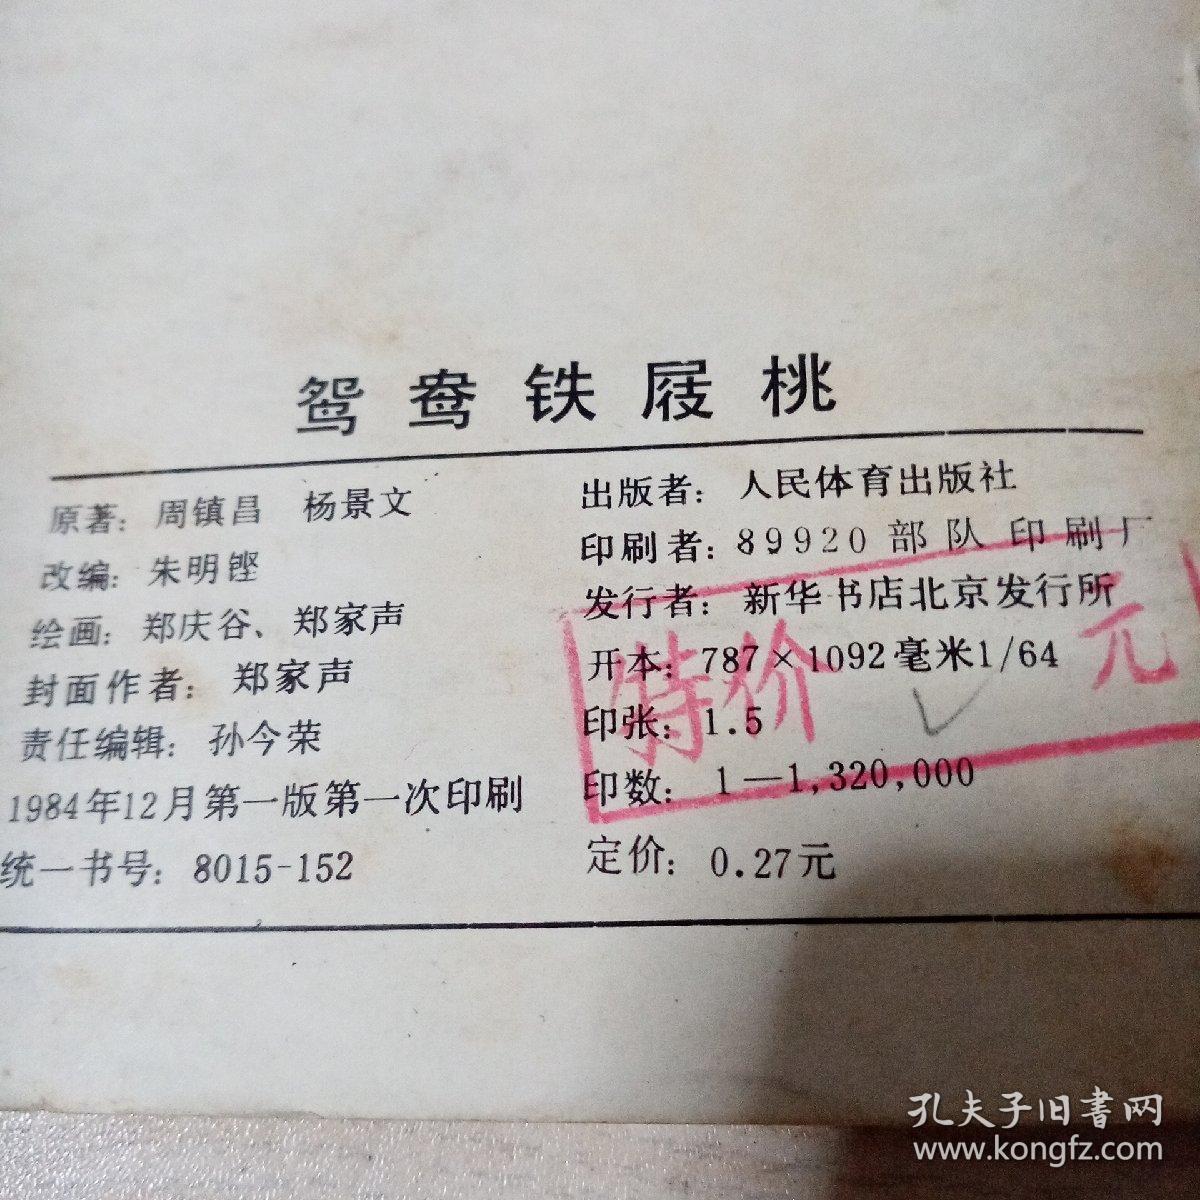 鸳鸯铁屐桃
原著：周镇昌 杨景文
改编：朱明铿
绘画：郑庆谷、郑家声
封面作者：郑家声
责任编辑：孙今荣
1984年12月第一版第一次印刷
统一书号：8015-152
出版者：人民体育出版社
印刷者：89920部队印刷厂
发行者：新华书店北京发行所
开本：787×1092毫米1/64
印张：1.5
印数：1—1,320,000
定价：0.27元
特价 元
孔夫子旧书网
www.kongfz.com